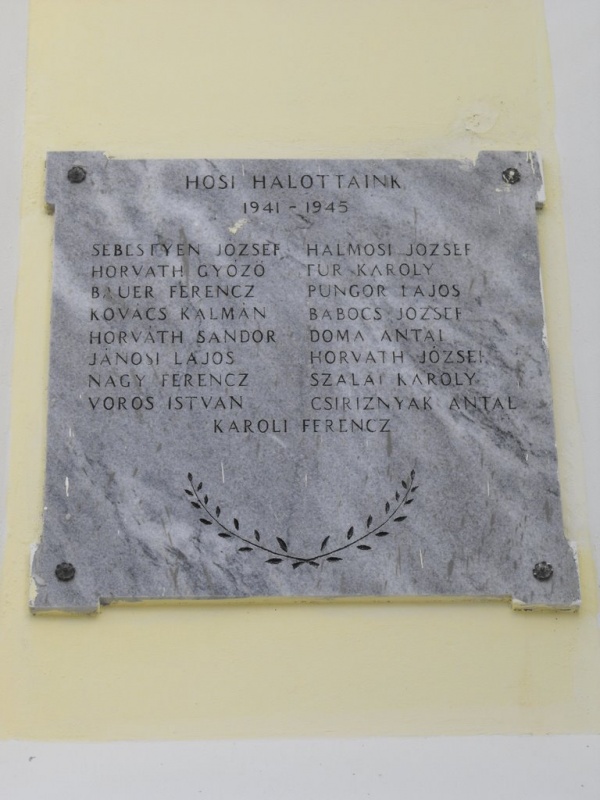 HŐSI HALOTTAINK
1941 - 1945
SEBESTYÉN JÓZSEF
HORVÁTH GYŐZŐ
BAUER FERENCZ
KOVÁCS KÁLMÁN
HORVÁTH SÁNDOR
JÁNOSI LAJOS
NAGY FERENCZ
VÖRÖS ISTVÁN
HALMOSI JÓZSEF
FÜR KÁROLY
PUNGOR LAJOS
BABOCS JÓZSEF
DOMA ANTAL
HORVÁTH JÓZSEF
SZALAI KÁROLY
CSIRIZNYÁK ANTAL
KÁROLI FERENCZ